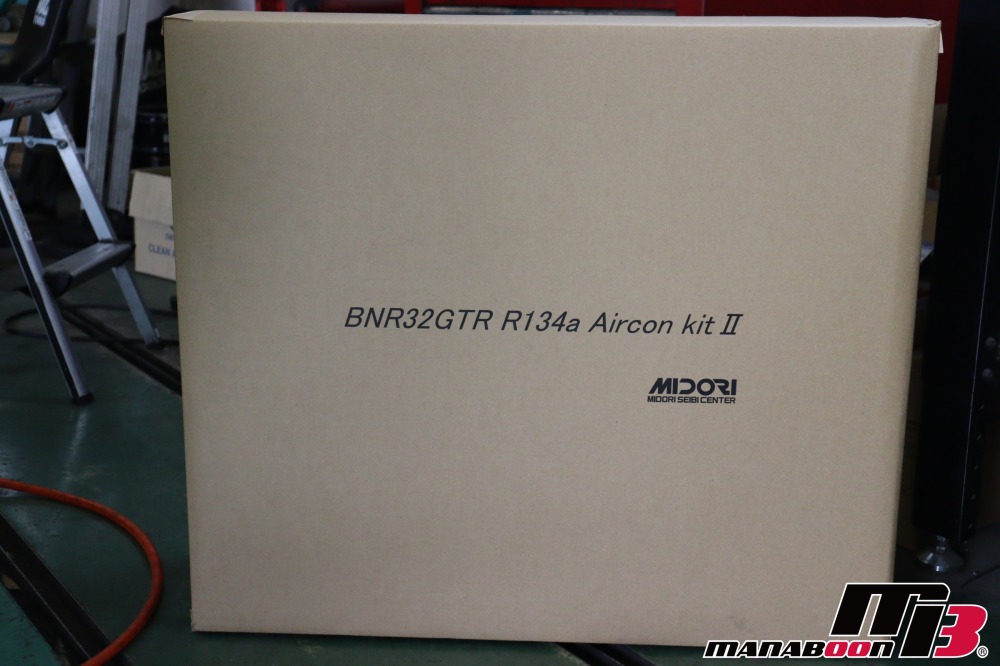 BNR32GTR R134a Aircon kit Ⅱ
MIDORI
MIDORI SEIBI CENTER
CLEAN
MANABOON
®